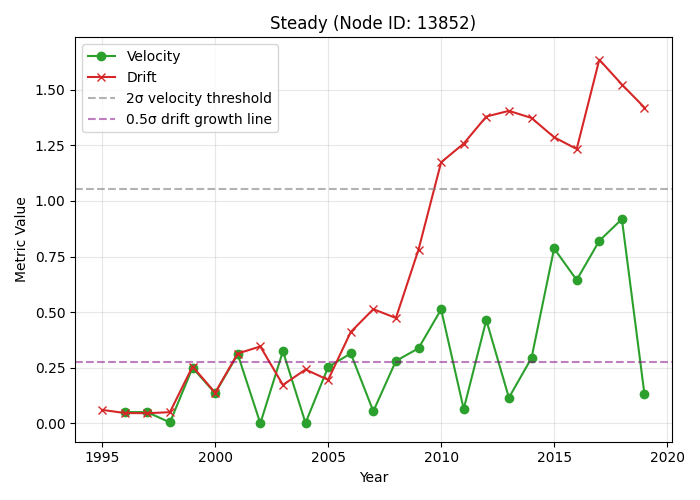 Steady (Node ID: 13852)
Velocity
Drift
2σ velocity threshold
0.5σ drift growth line
Metric Value
1.50
1.25
1.00
0.75
0.50
0.25
0.00
1995 2000 2005 2010 2015 2020
Year